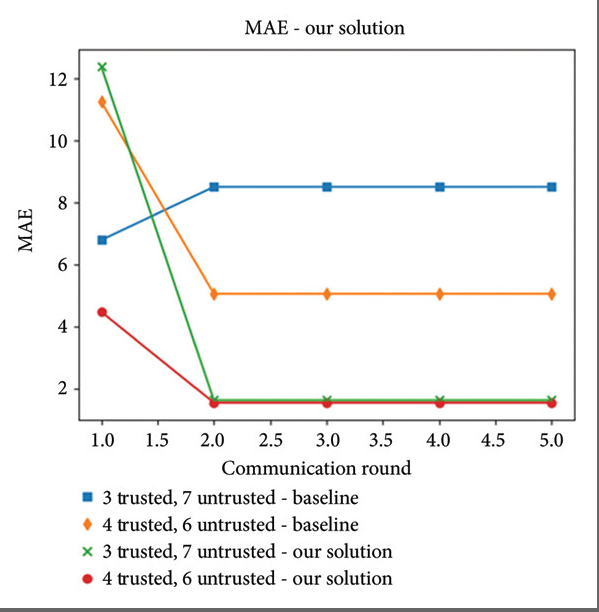 MAE - our solution
12
10
8
6
4
2
MAE
1.0 1.5 2.0 2.5 3.0 3.5 4.0 4.5 5.0
Communication round
3 trusted, 7 untrusted - baseline
4 trusted, 6 untrusted - baseline
3 trusted, 7 untrusted - our solution
4 trusted, 6 untrusted - our solution